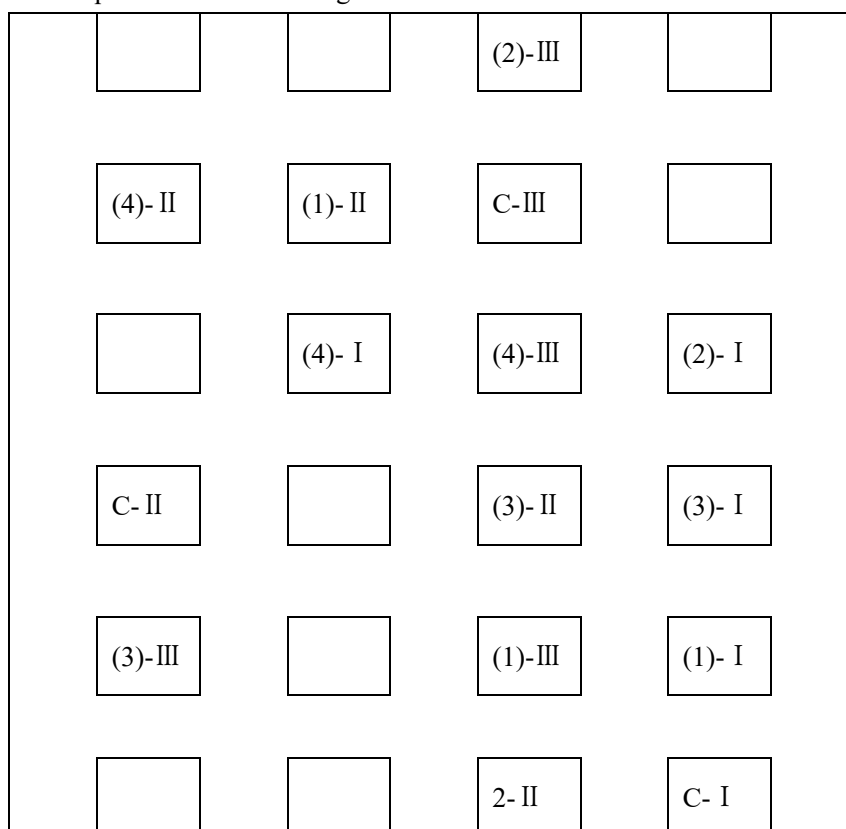 (2)-Ⅲ
(4)-Ⅱ (1)-Ⅱ C-Ⅲ
(4)-Ⅰ (4)-Ⅲ (2)-Ⅰ
C-Ⅱ (3)-Ⅱ (3)-Ⅰ
(3)-Ⅲ (1)-Ⅲ (1)-Ⅰ
2-Ⅱ C-Ⅰ